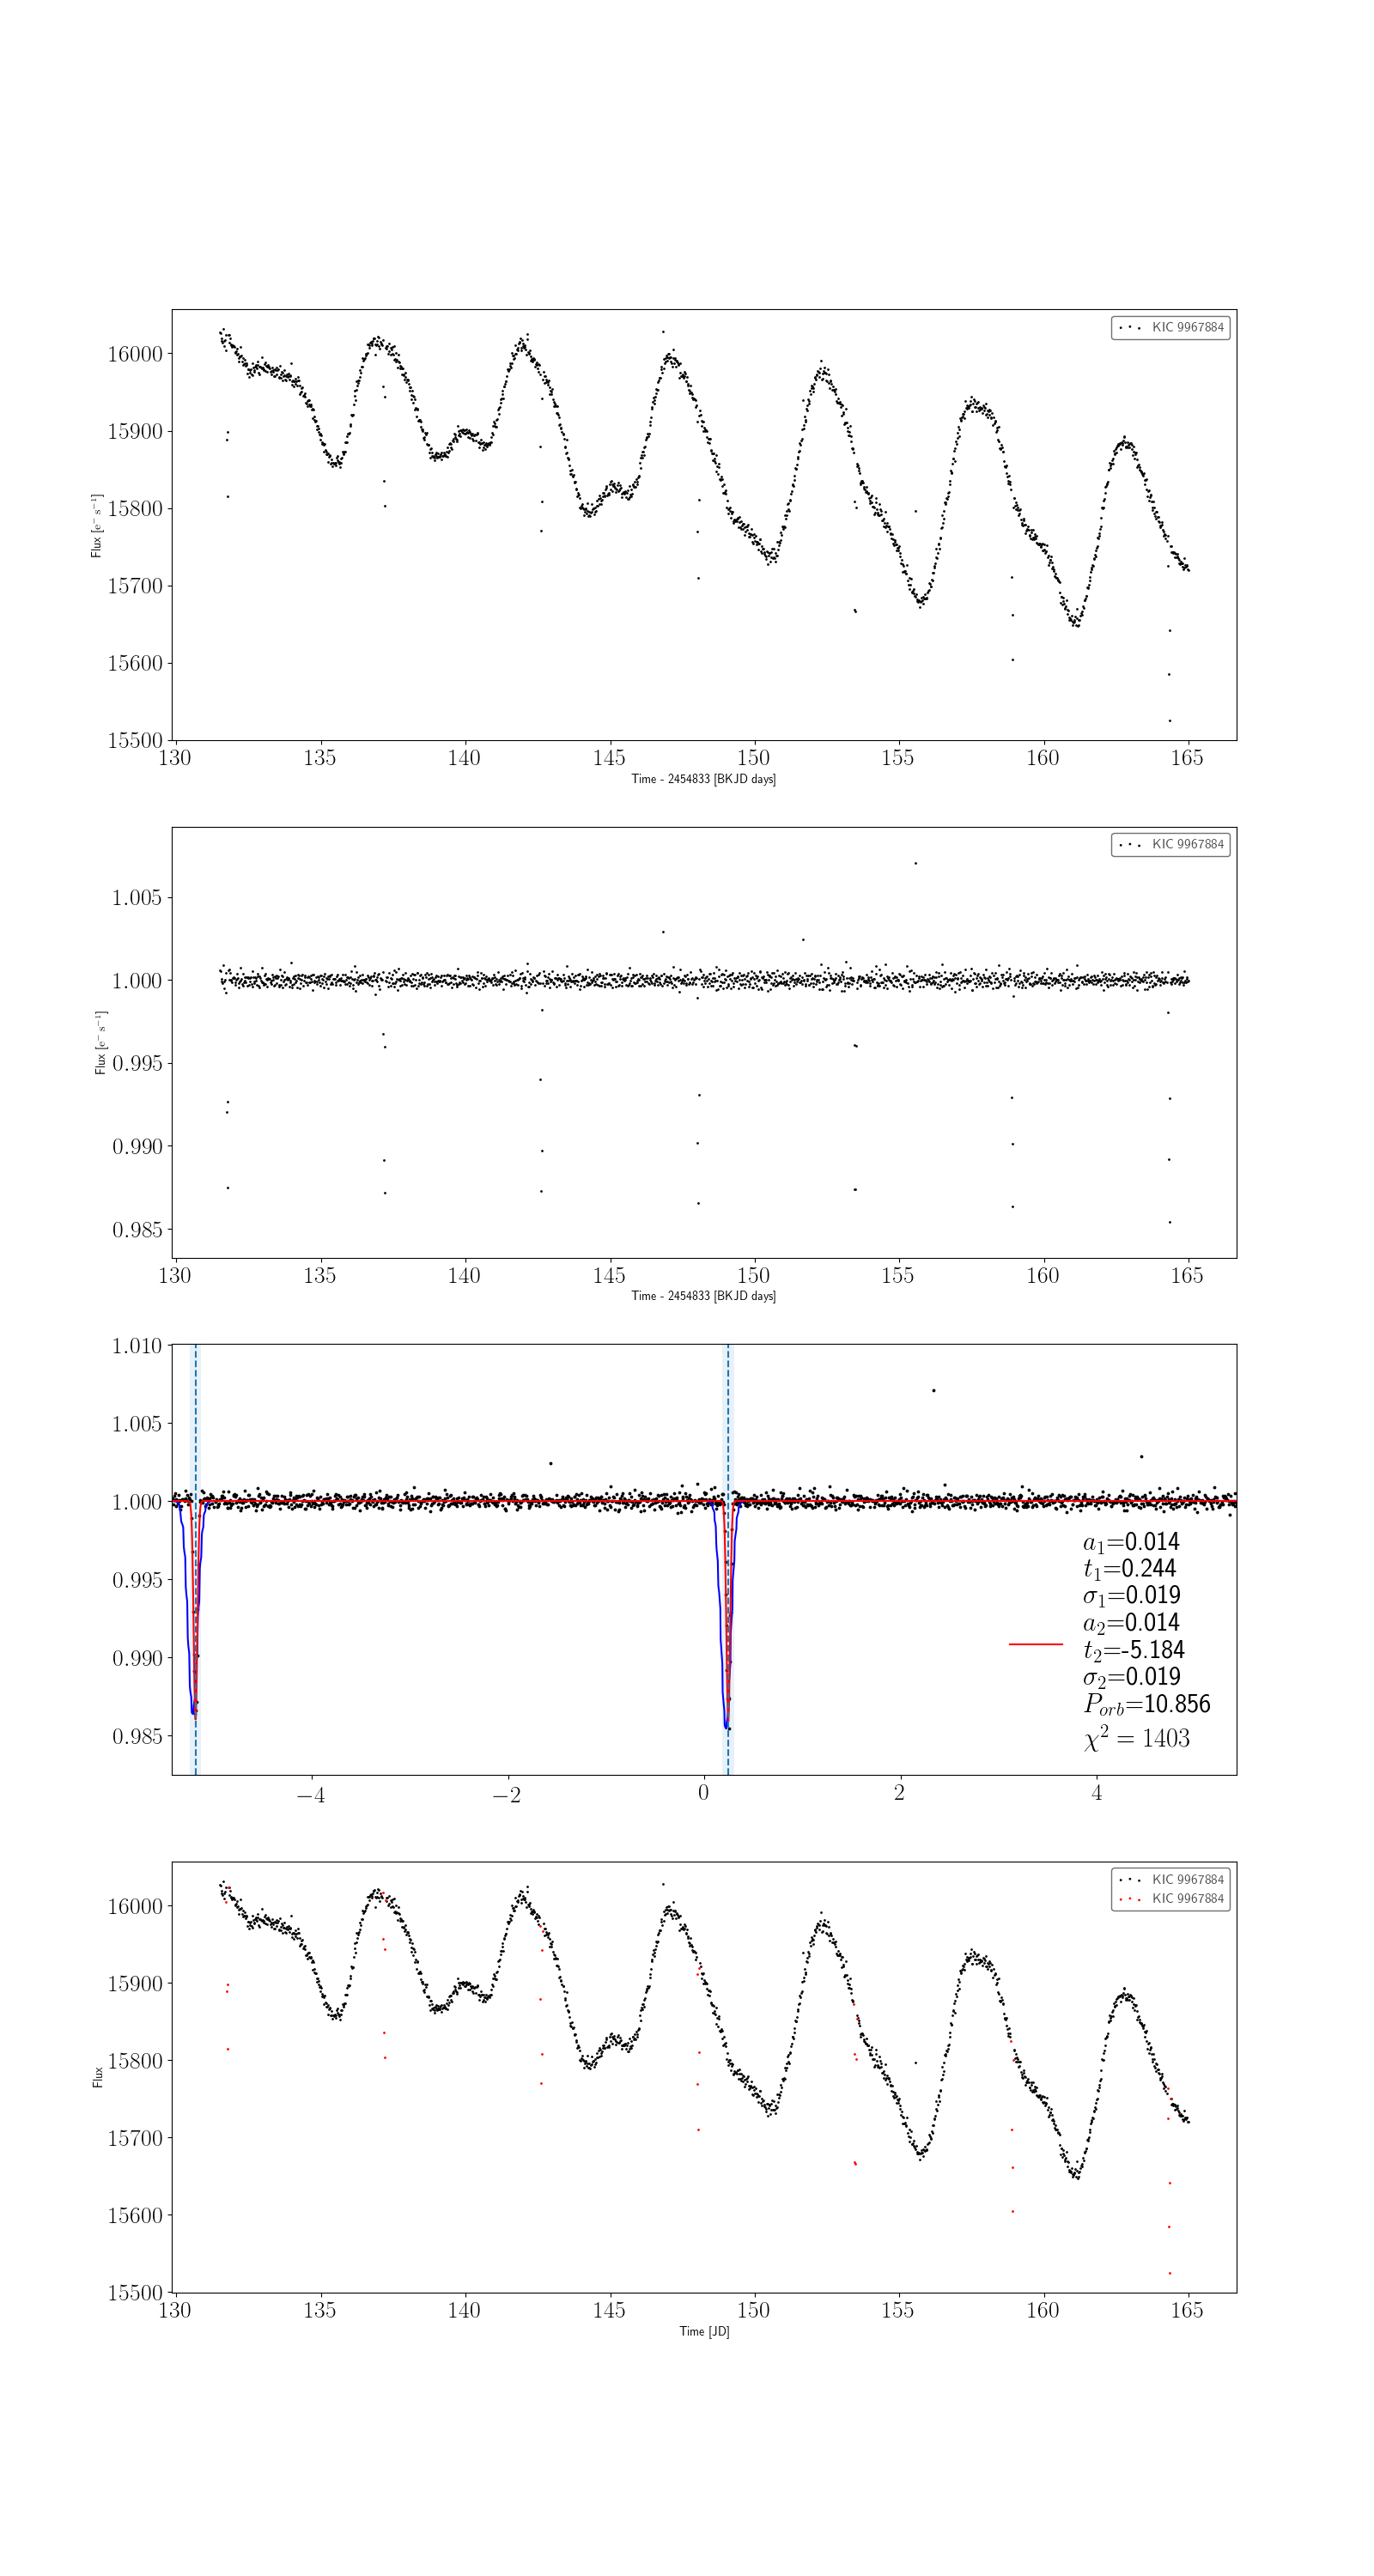 KIC 9967884
16000
15900
15800
15700
15600
15500
Flux [e⁻ s⁻¹]
130 135 140 145 150 155 160 165
Time - 2454833 [BKJD days]
KIC 9967884
1.005
1.000
0.995
0.990
0.985
Flux [e⁻ s⁻¹]
130 135 140 145 150 155 160 165
Time - 2454833 [BKJD days]
1.010
1.005
1.000
0.995
0.990
0.985
a₁=0.014
t₁=0.244
σ₁=0.019
a₂=0.014
t₂=-5.184
σ₂=0.019
P_orb=10.856
χ² = 1403
−4 −2 0 2 4
KIC 9967884
KIC 9967884
16000
15900
15800
15700
15600
15500
Flux
130 135 140 145 150 155 160 165
Time [JD]